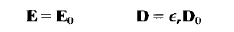 E = E₀ D = ϵᵣD₀